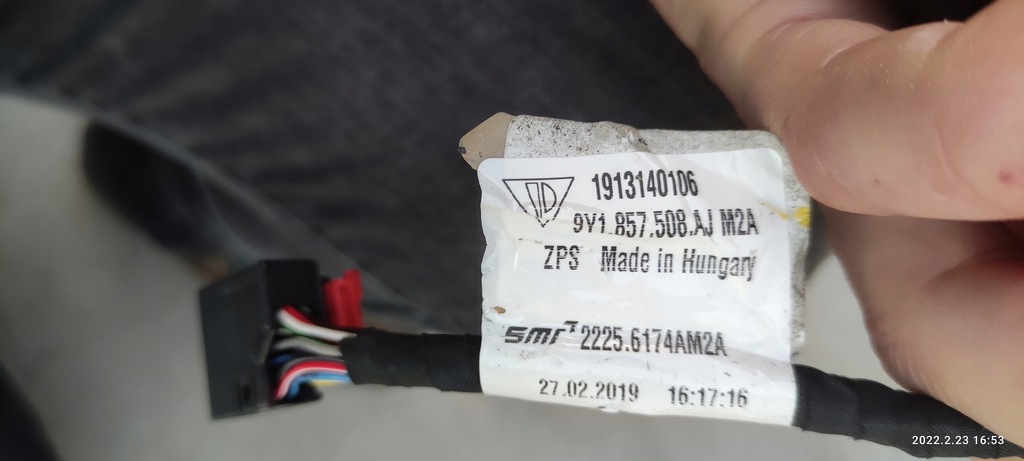 1913140106
9Y1.857.508.AJ M2A
ZPS Made in Hungary
smr 2225.6174AM2A
27.02.2019 16:17:16
2022.2.23 16:53